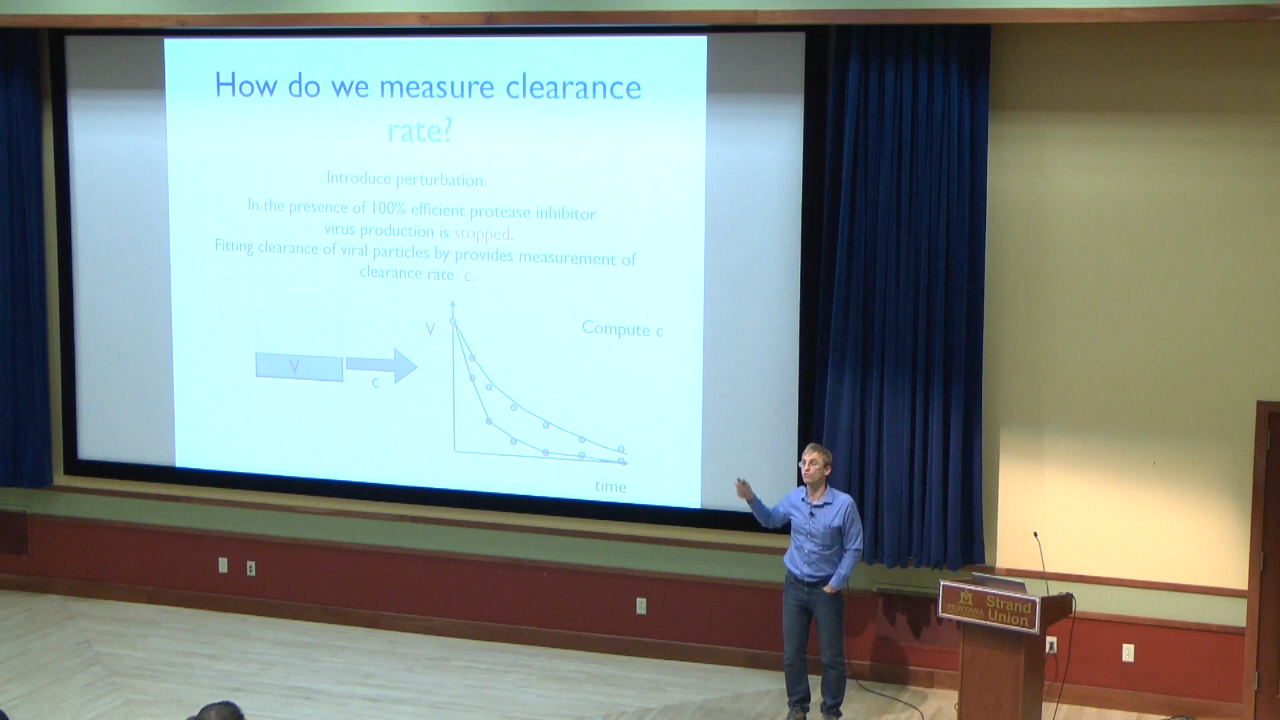 How do we measure clearance
rate?
Introduce perturbation.
In the presence of 100% efficient protease inhibitor
virus production is stopped.
Fitting clearance of viral particles by provides measurement of
clearance rate c.
V
Compute c
V
c
time
M
MONTANA
Strand
Union